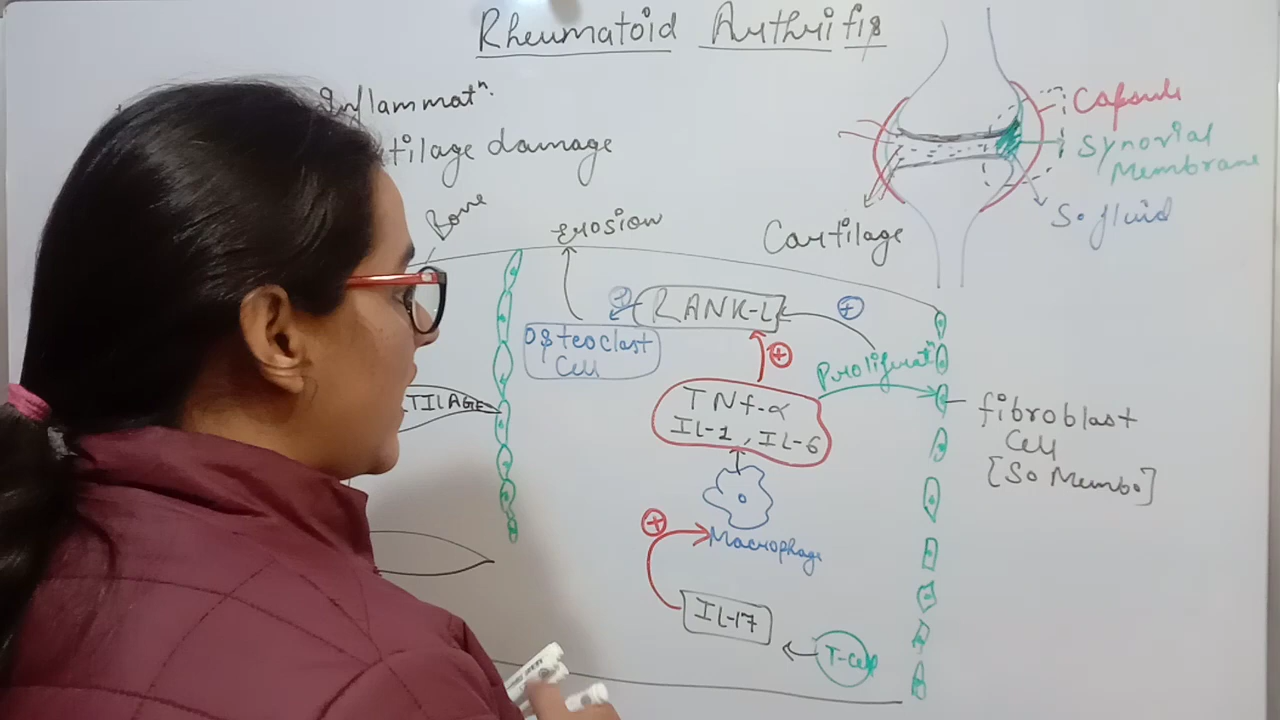 Rheumatoid Arthritis
Inflammatⁿ.
tilage damage
Bone
erosion
Cartilage
Capsule
Synovial
Membrane
So fluid
RANK-L
+
Osteoclast
Cell
+
Proliferatⁿ
TNf-α
IL-1, IL-6
TILAGE
fibroblast
Cell
[So Membo]
+
Macrophage
IL-17
T-Cell